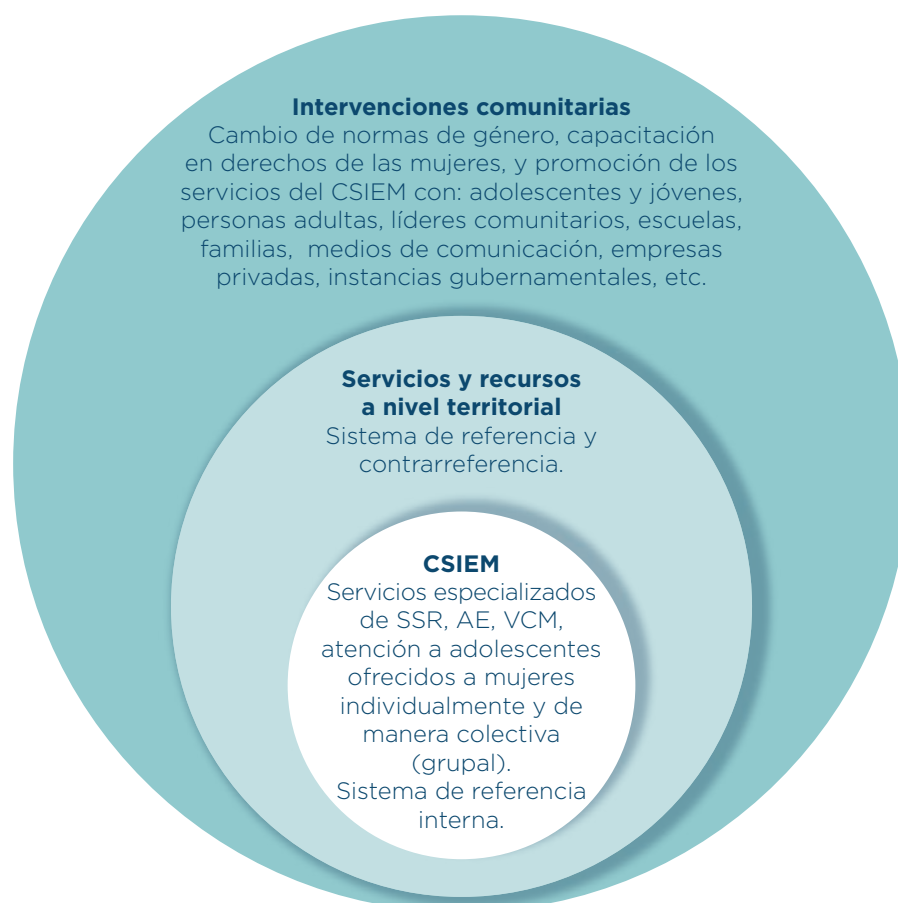 Intervenciones comunitarias
Cambio de normas de género, capacitación
en derechos de las mujeres, y promoción de los
servicios del CSIEM con: adolescentes y jóvenes,
personas adultas, líderes comunitarios, escuelas,
familias, medios de comunicación, empresas
privadas, instancias gubernamentales, etc.
Servicios y recursos
a nivel territorial
Sistema de referencia y
contrarreferencia.
CSIEM
Servicios especializados
de SSR, AE, VCM,
atención a adolescentes
ofrecidos a mujeres
individualmente y de
manera colectiva
(grupal).
Sistema de referencia
interna.